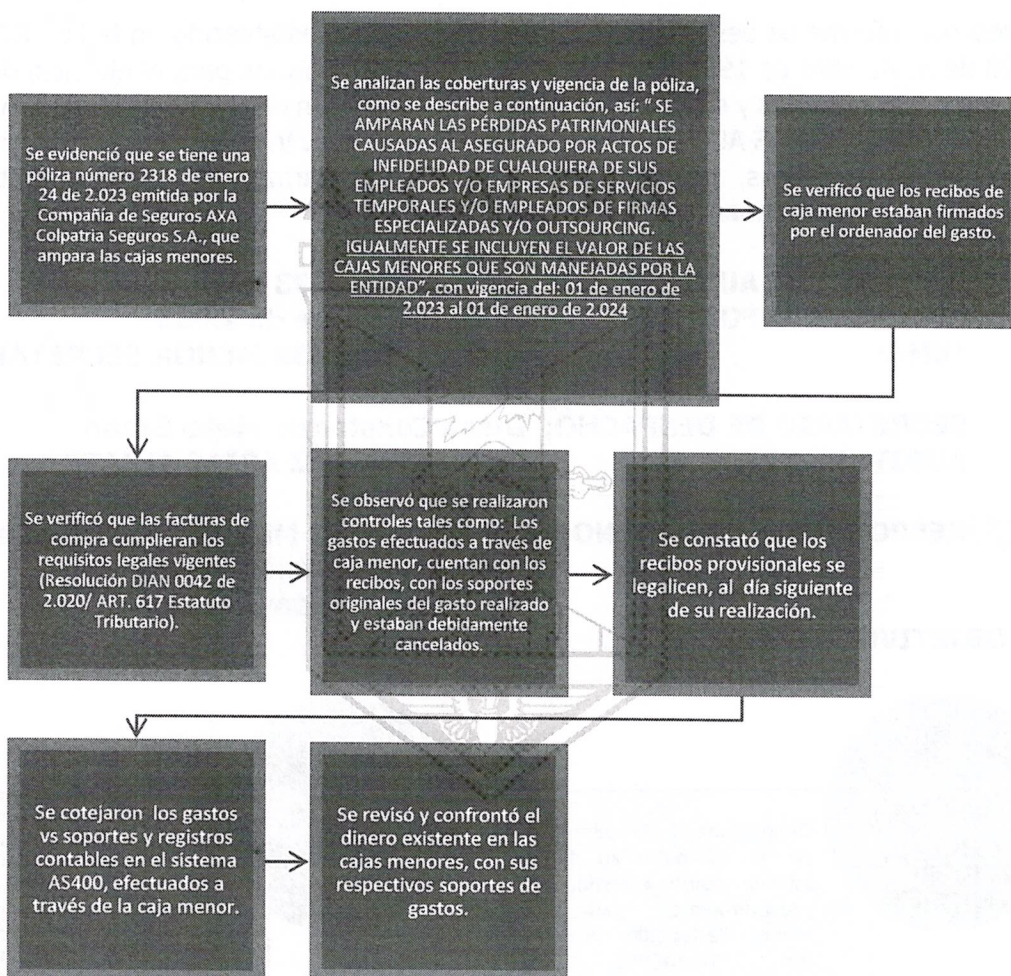 Se evidenció que se tiene una
póliza número 2318 de enero
24 de 2.023 emitida por la
Compañía de Seguros AXA
Colpatria Seguros S.A., que
ampara las cajas menores.
Se analizan las coberturas y vigencia de la póliza,
como se describe a continuación, así: " SE
AMPARAN LAS PÉRDIDAS PATRIMONIALES
CAUSADAS AL ASEGURADO POR ACTOS DE
INFIDELIDAD DE CUALQUIERA DE SUS
EMPLEADOS Y/O EMPRESAS DE SERVICIOS
TEMPORALES Y/O EMPLEADOS DE FIRMAS
ESPECIALIZADAS Y/O OUTSOURCING.
IGUALMENTE SE INCLUYEN EL VALOR DE LAS
CAJAS MENORES QUE SON MANEJADAS POR LA
ENTIDAD", con vigencia del: 01 de enero de
2.023 al 01 de enero de 2.024
Se verificó que los recibos de
caja menor estaban firmados
por el ordenador del gasto.
Se verificó que las facturas de
compra cumplieran los
requisitos legales vigentes
(Resolución DIAN 0042 de
2.020/ ART. 617 Estatuto
Tributario).
Se observó que se realizaron
controles tales como: Los
gastos efectuados a través de
caja menor, cuentan con los
recibos, con los soportes
originales del gasto realizado
y estaban debidamente
cancelados.
Se constató que los
recibos provisionales se
legalicen, al día siguiente
de su realización.
Se cotejaron los gastos
vs soportes y registros
contables en el sistema
AS400, efectuados a
través de la caja menor.
Se revisó y confrontó el
dinero existente en las
cajas menores, con sus
respectivos soportes de
gastos.